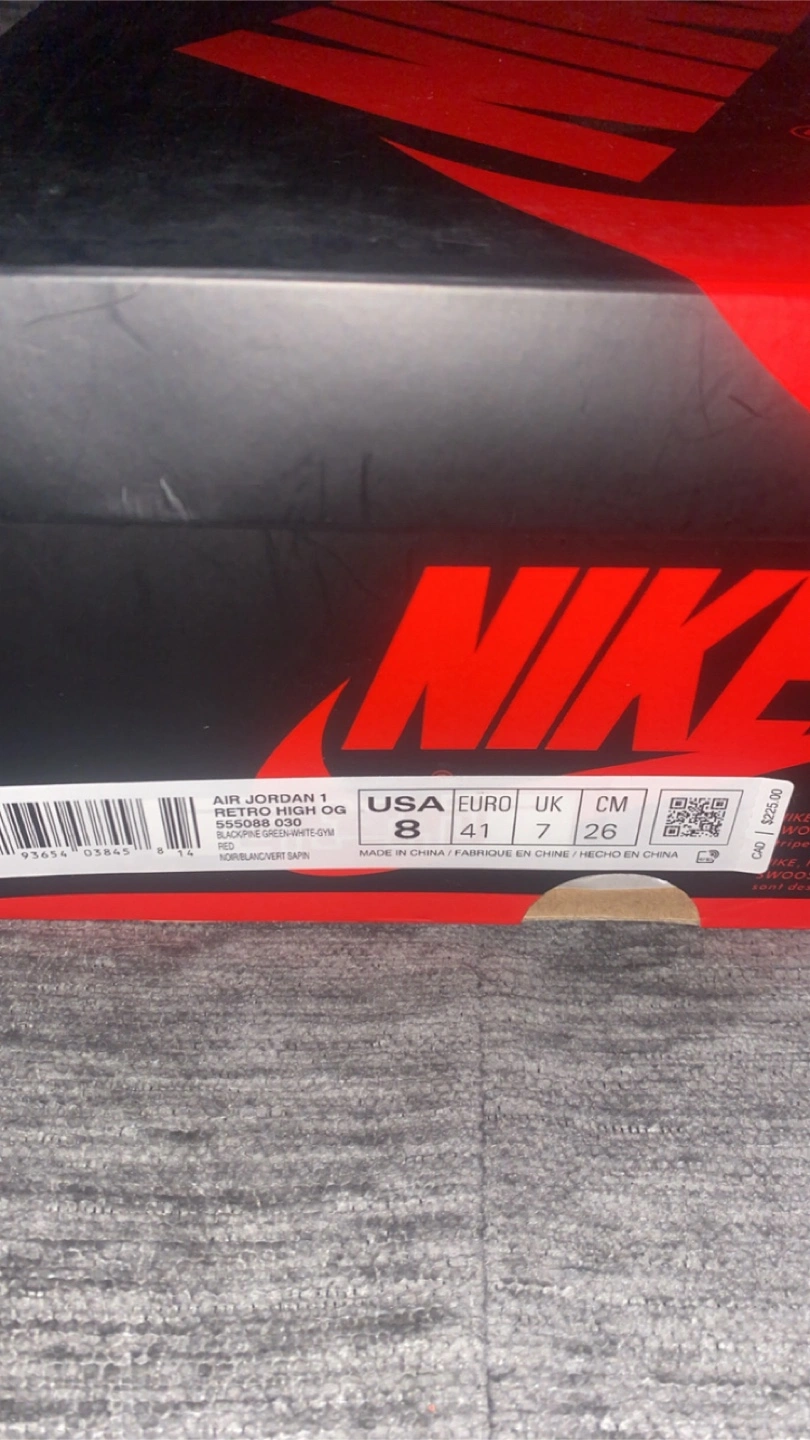 NIKE
AIR JORDAN 1
RETRO HIGH OG
555088 030
BLACK/PINE GREEN-WHITE-GYM
RED
NOIR/BLANC/VERT SAPIN
93654 03845 8 14
USA EURO UK CM
8 41 7 26
MADE IN CHINA / FABRIQUE EN CHINE / HECHO EN CHINA
CAD | $225.00
sont des